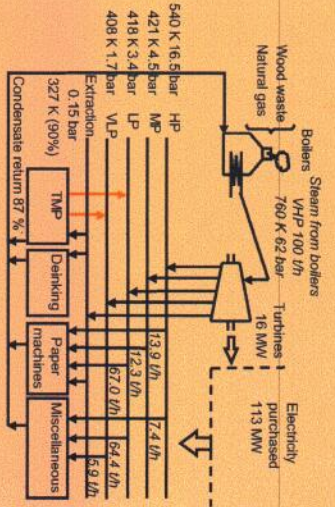 Wood waste
Natural gas
Boilers
Steam from boilers
VHP 100 t/h
760 K 62 bar
Turbines
16 MW
Electricity
purchased
113 MW
540 K 16.5 bar HP
421 K 4.5 bar MP
418 K 3.4 bar LP
408 K 1.7 bar VLP
Extraction
0.15 bar
327 K (90%)
13.9 t/h
7.4 t/h
12.3 t/h
67.0 t/h
64.4 t/h
5.9 t/h
TMP
Deinking
Paper
machines
Miscellaneous
Condensate return 87 %